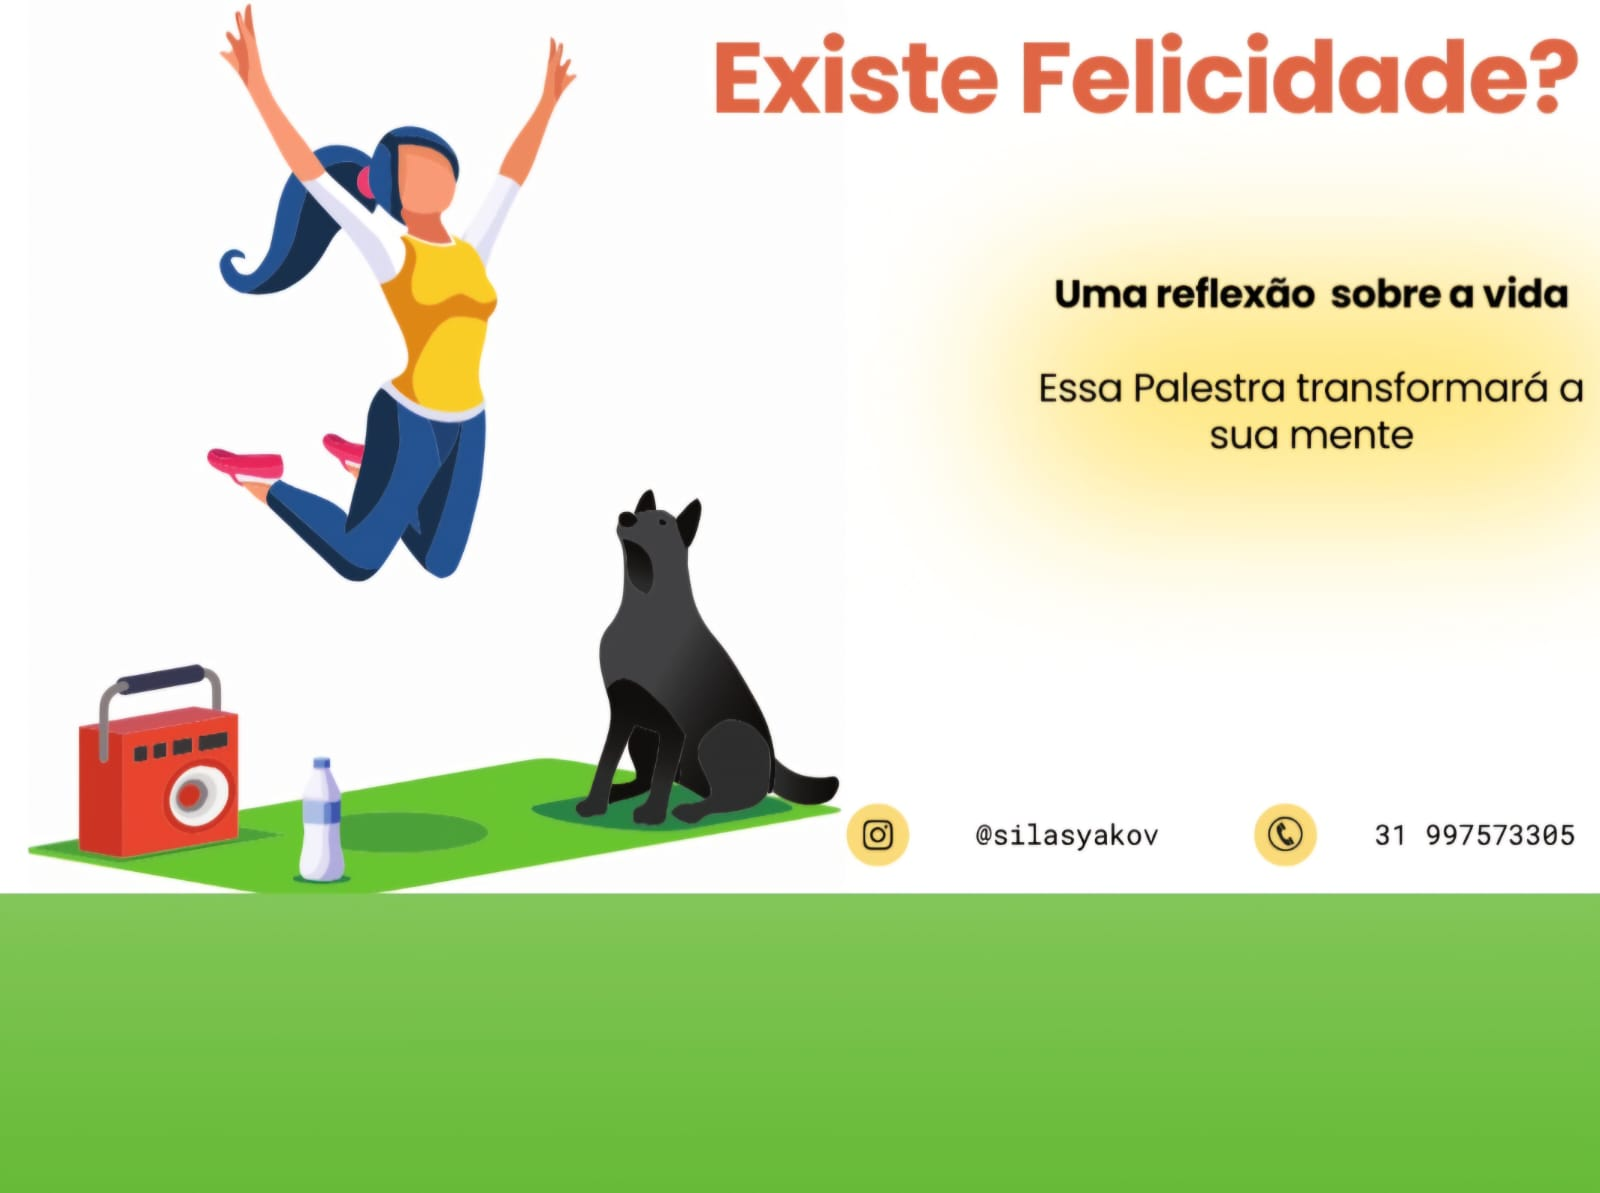 Existe Felicidade?
Uma reflexão sobre a vida
Essa Palestra transformará a
sua mente
@silasyakov
31 997573305